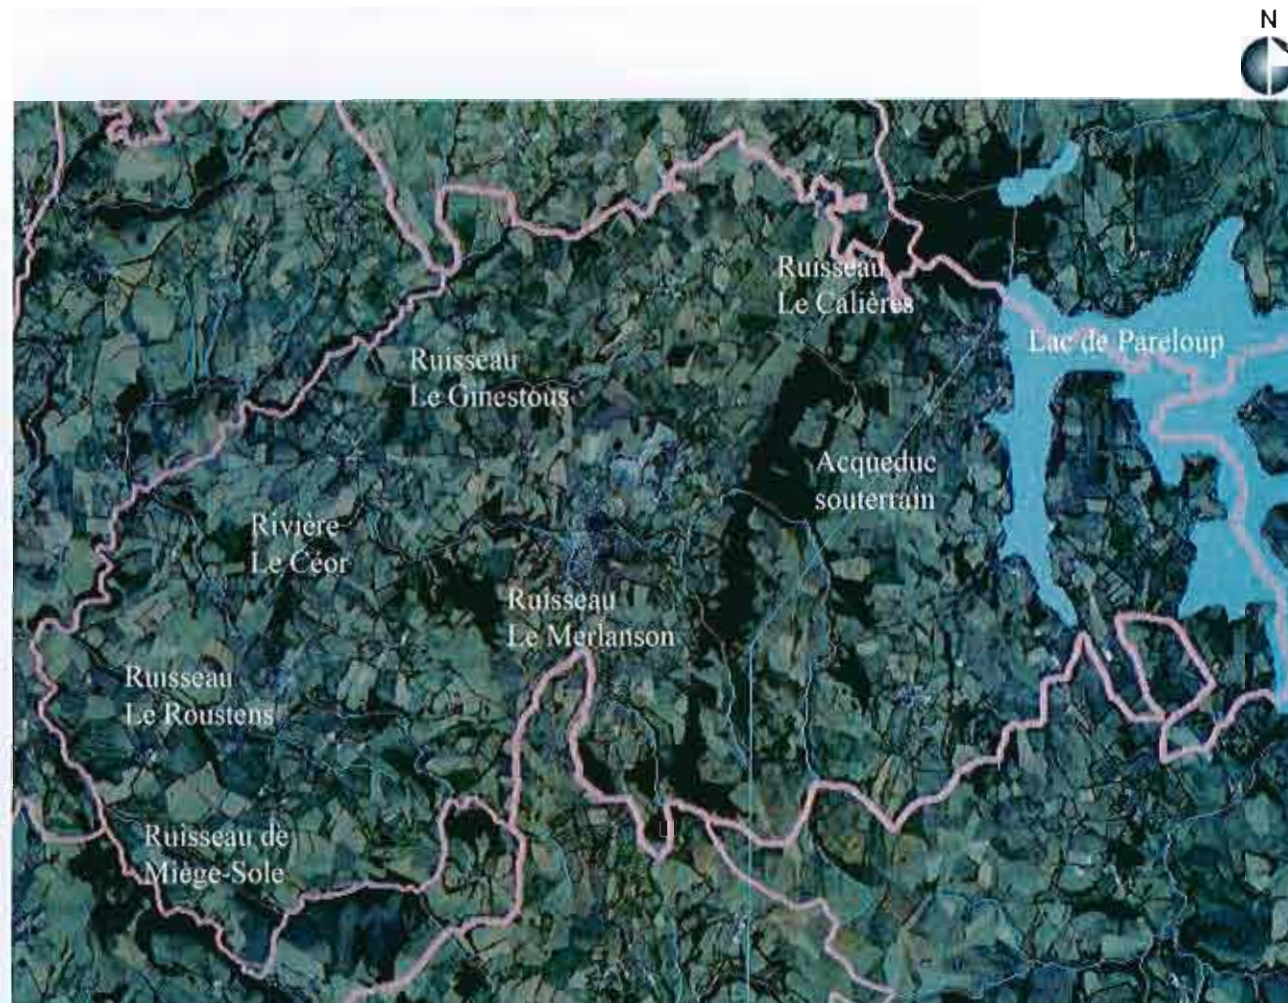 N
Ruisseau
Le Calières
Lac de Pareloup
Ruisseau
Le Ginestous
Acqueduc
souterrain
Rivière
Le Céor
Ruisseau
Le Merlanson
Ruisseau
Le Roustens
Ruisseau de
Miège-Sole